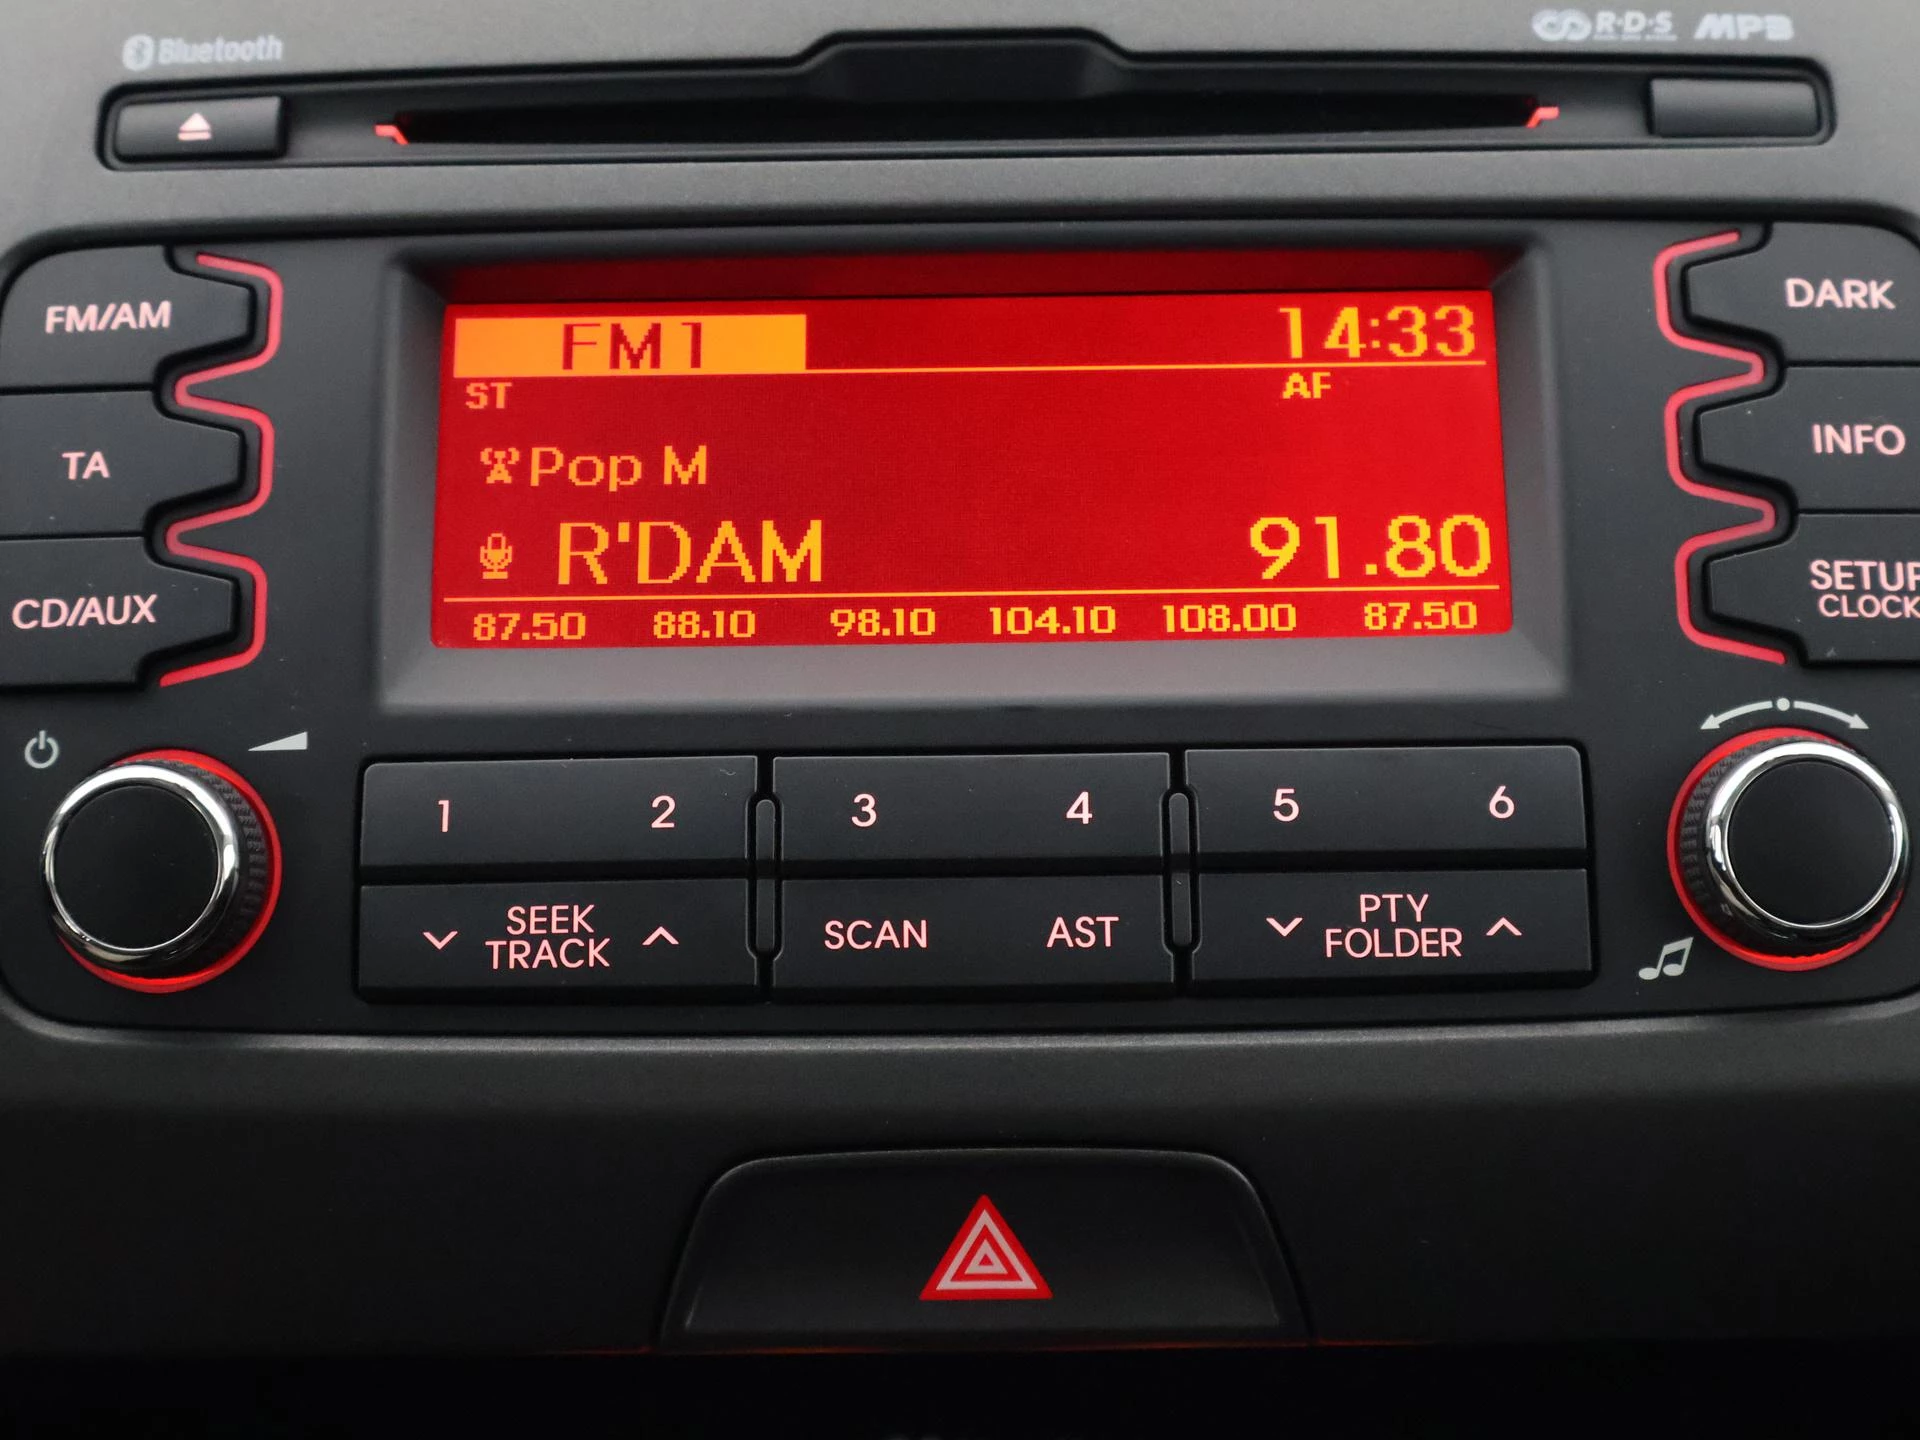 Bluetooth
R·D·S MP3
FM/AM
TA
CD/AUX
FM1 14:33
ST AF
Pop M
R'DAM 91.80
87.50 88.10 98.10 104.10 108.00 87.50
DARK
INFO
SETUP
CLOCK
1 2 3 4 5 6
SEEK
TRACK
SCAN AST
PTY
FOLDER